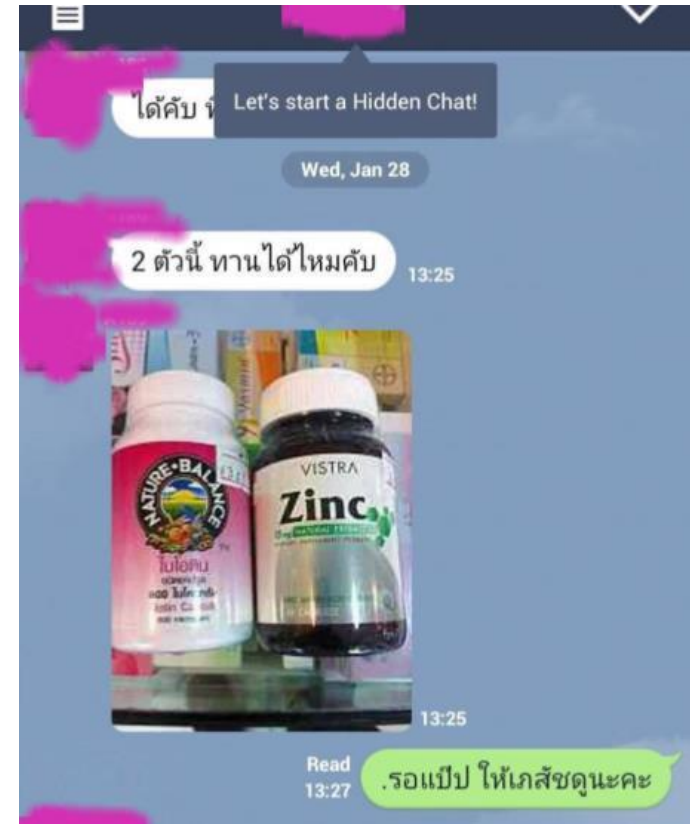 ได้คับ
Let's start a Hidden Chat!
Wed, Jan 28
2 ตัวนี้ ทานได้ไหมคับ
13:25
NATURE•BALANCE
ไบโอติน
VISTRA
Zinc
13:25
Read
13:27
.รอแป๊ป ให้เภสัชดูนะคะ